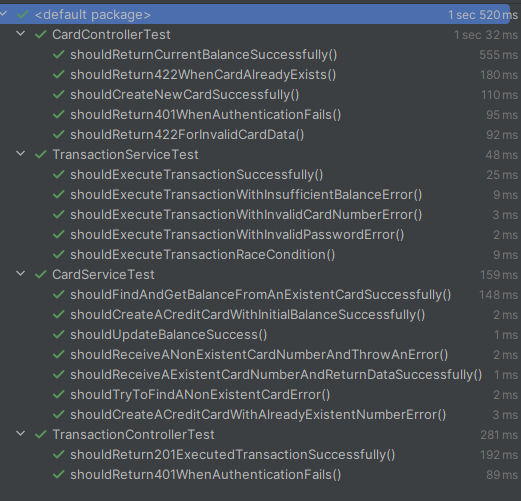 <default package> 1 sec 520 ms
CardControllerTest 1 sec 32 ms
shouldReturnCurrentBalanceSuccessfully() 555 ms
shouldReturn422WhenCardAlreadyExists() 180 ms
shouldCreateNewCardSuccessfully() 110 ms
shouldReturn401WhenAuthenticationFails() 95 ms
shouldReturn422ForInvalidCardData() 92 ms
TransactionServiceTest 48 ms
shouldExecuteTransactionSuccessfully() 25 ms
shouldExecuteTransactionWithInsufficientBalanceError() 9 ms
shouldExecuteTransactionWithInvalidCardNumberError() 3 ms
shouldExecuteTransactionWithInvalidPasswordError() 2 ms
shouldExecuteTransactionRaceCondition() 9 ms
CardServiceTest 159 ms
shouldFindAndGetBalanceFromAnExistentCardSuccessfully() 148 ms
shouldCreateACreditCardWithInitialBalanceSuccessfully() 2 ms
shouldUpdateBalanceSuccess() 1 ms
shouldReceiveANonExistentCardNumberAndThrowAnError() 2 ms
shouldReceiveAExistentCardNumberAndReturnDataSuccessfully() 1 ms
shouldTryToFindANonExistentCardError() 2 ms
shouldCreateACreditCardWithAlreadyExistentNumberError() 3 ms
TransactionControllerTest 281 ms
shouldReturn201ExecutedTransactionSuccessfully() 192 ms
shouldReturn401WhenAuthenticationFails() 89 ms